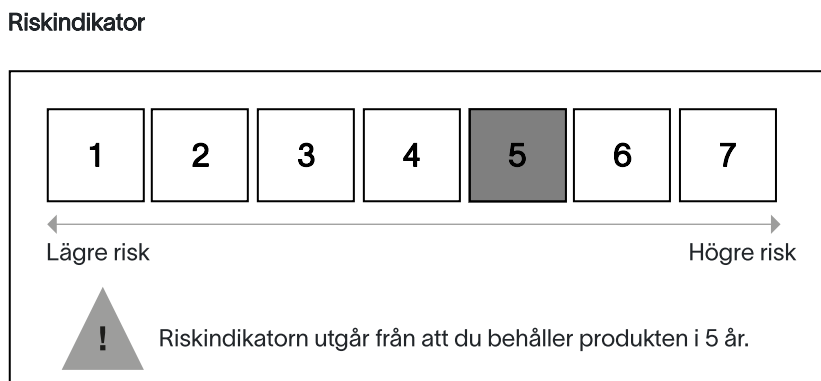 Riskindikator
1 2 3 4 5 6 7
Lägre risk Högre risk
! Riskindikatorn utgår från att du behåller produkten i 5 år.